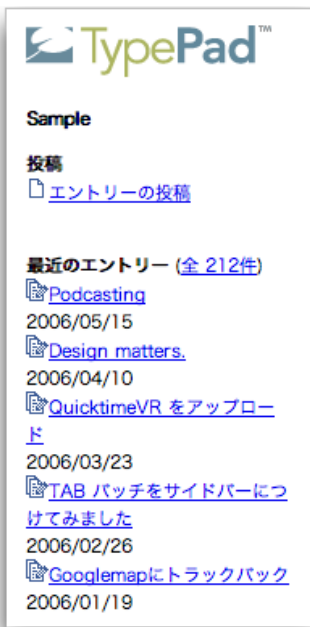 TypePad™
Sample
投稿
エントリーの投稿
最近のエントリー (全 212件)
Podcasting
2006/05/15
Design matters.
2006/04/10
QuicktimeVR をアップロー
ド
2006/03/23
TAB バッチをサイドバーにつ
けてみました
2006/02/26
Googlemapにトラックバック
2006/01/19